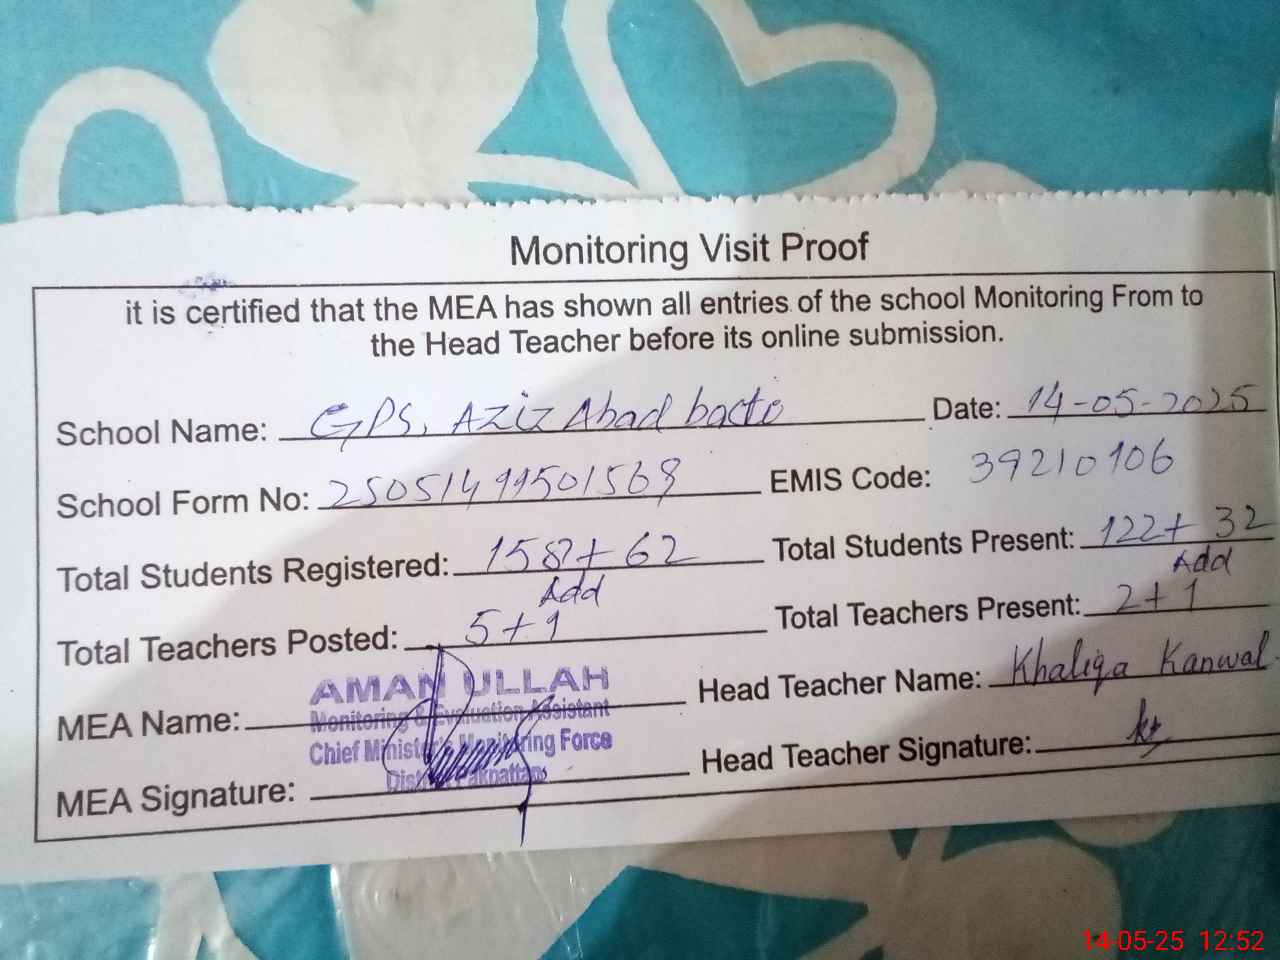 Monitoring Visit Proof
it is certified that the MEA has shown all entries of the school Monitoring From to
the Head Teacher before its online submission.
School Name: GPS, Aziz Abad bacto Date: 14-05-2025
School Form No: EMIS Code: 39210106
Total Students Registered: 158+ 62 Total Students Present: 122+ 32
Add Add
Total Teachers Posted: 5+1 Total Teachers Present: 2+1
MEA Name: AMAN ULLAH Head Teacher Name: Khaliqa Kanwal
Monitoring & Evaluation Assistant
Chief Minister's Monitoring Force
District Pakpattan
MEA Signature: Head Teacher Signature:
14-05-25 12:52